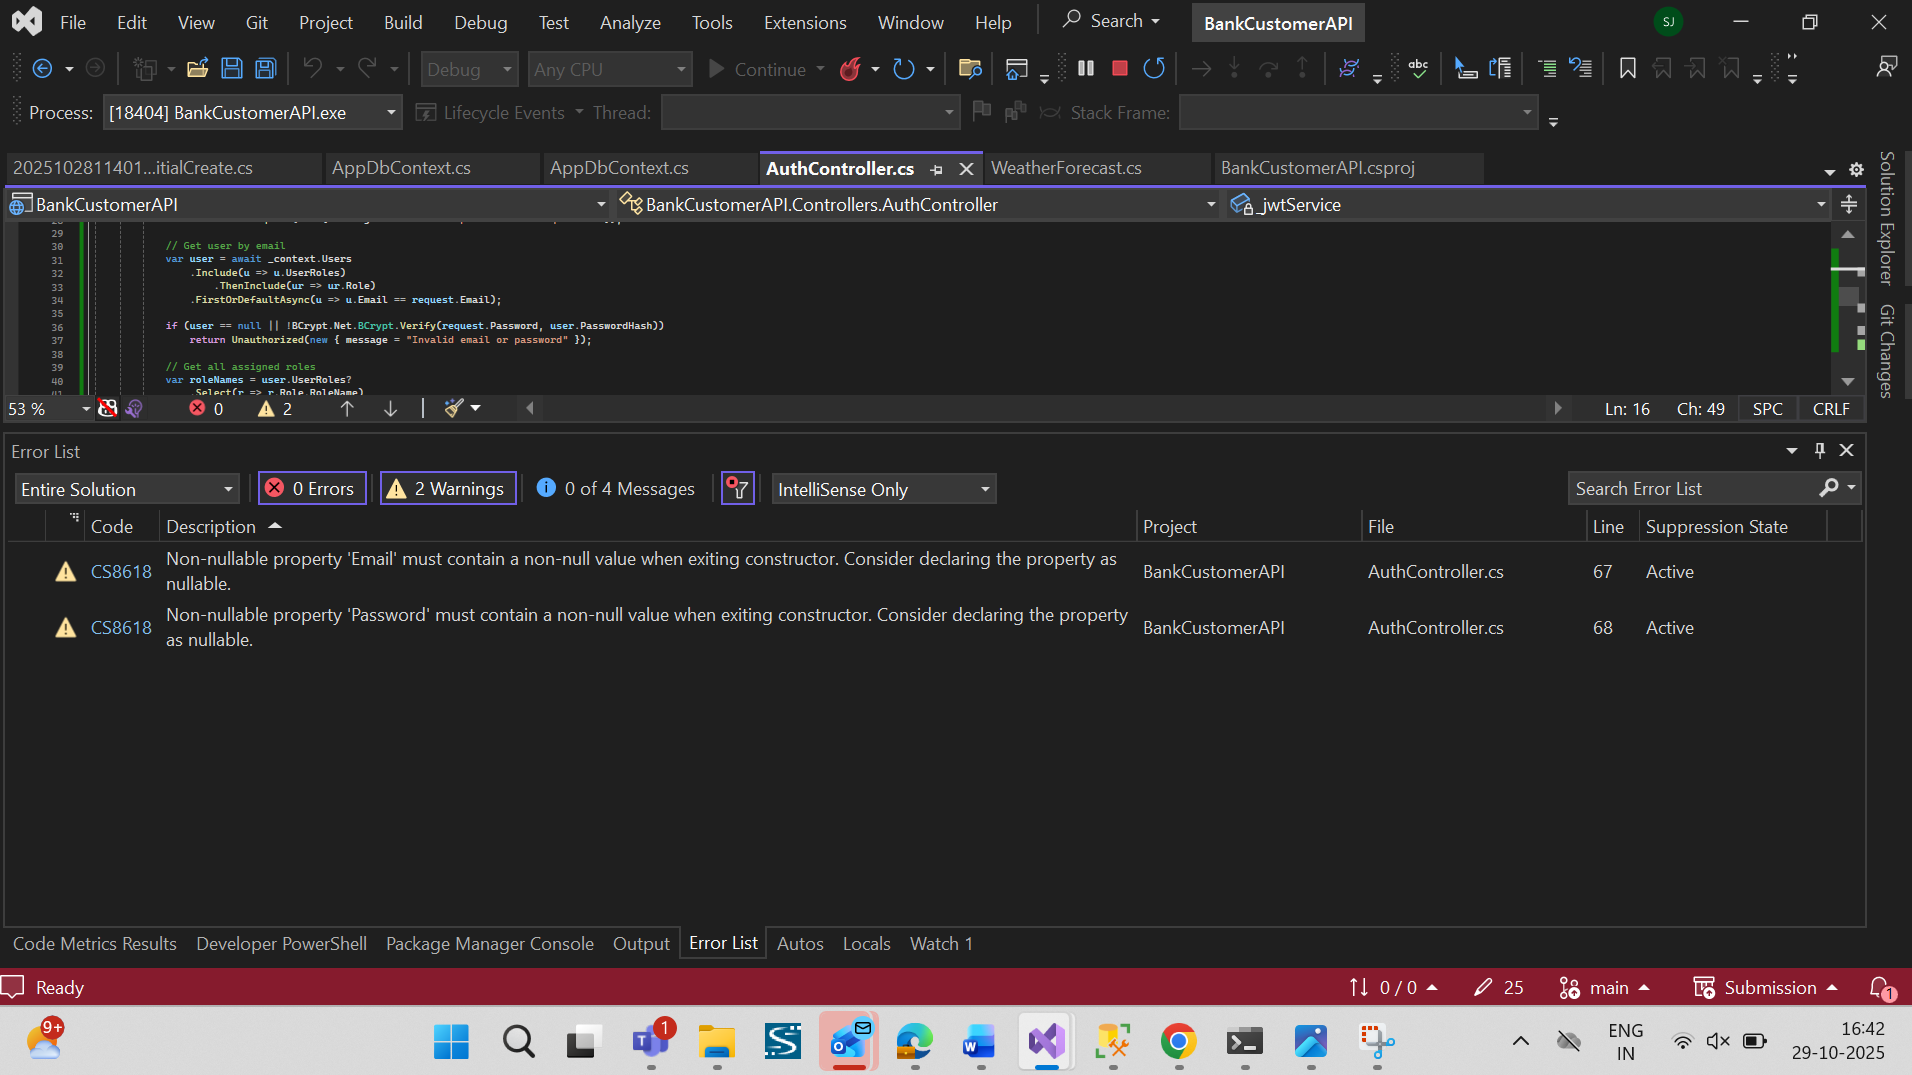 File Edit View Git Project Build Debug Test Analyze Tools Extensions Window Help Search BankCustomerAPI SJ
Debug Any CPU Continue
Process: [18404] BankCustomerAPI.exe Lifecycle Events Thread: Stack Frame:
2025102811401...itialCreate.cs AppDbContext.cs AppDbContext.cs AuthController.cs WeatherForecast.cs BankCustomerAPI.csproj
BankCustomerAPI BankCustomerAPI.Controllers.AuthController _jwtService
Solution Explorer
Git Changes
29
30 // Get user by email
31 var user = await _context.Users
32 .Include(u => u.UserRoles)
33 .ThenInclude(ur => ur.Role)
34 .FirstOrDefaultAsync(u => u.Email == request.Email);
35
36 if (user == null || !BCrypt.Net.BCrypt.Verify(request.Password, user.PasswordHash))
37 return Unauthorized(new { message = "Invalid email or password" });
38
39 // Get all assigned roles
40 var roleNames = user.UserRoles?
.Select(r => r.Role.RoleName)
53 % 0 2 Ln: 16 Ch: 49 SPC CRLF
Error List
Entire Solution 0 Errors 2 Warnings 0 of 4 Messages IntelliSense Only Search Error List
Code Description Project File Line Suppression State
CS8618 Non-nullable property 'Email' must contain a non-null value when exiting constructor. Consider declaring the property as nullable. BankCustomerAPI AuthController.cs 67 Active
CS8618 Non-nullable property 'Password' must contain a non-null value when exiting constructor. Consider declaring the property as nullable. BankCustomerAPI AuthController.cs 68 Active
Code Metrics Results Developer PowerShell Package Manager Console Output Error List Autos Locals Watch 1
Ready 0 / 0 25 main Submission 1
9+ 1 ENG 16:42
IN 29-10-2025